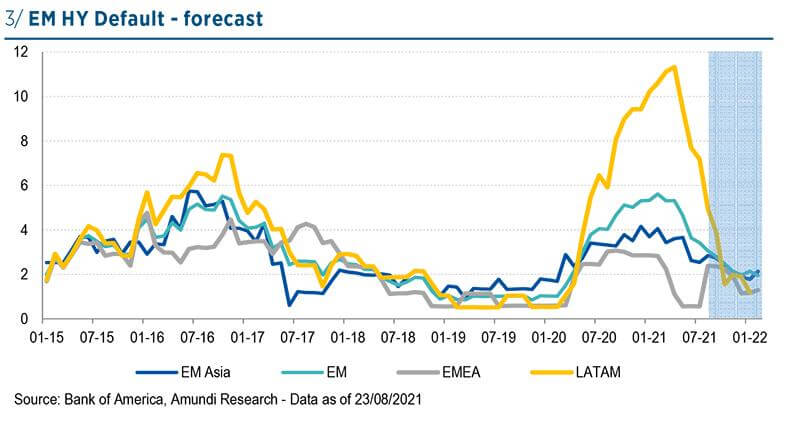 3/ EM HY Default - forecast
12
10
8
6
4
2
0
01-15 07-15 01-16 07-16 01-17 07-17 01-18 07-18 01-19 07-19 01-20 07-20 01-21 07-21 01-22
EM Asia EM EMEA LATAM
Source: Bank of America, Amundi Research - Data as of 23/08/2021